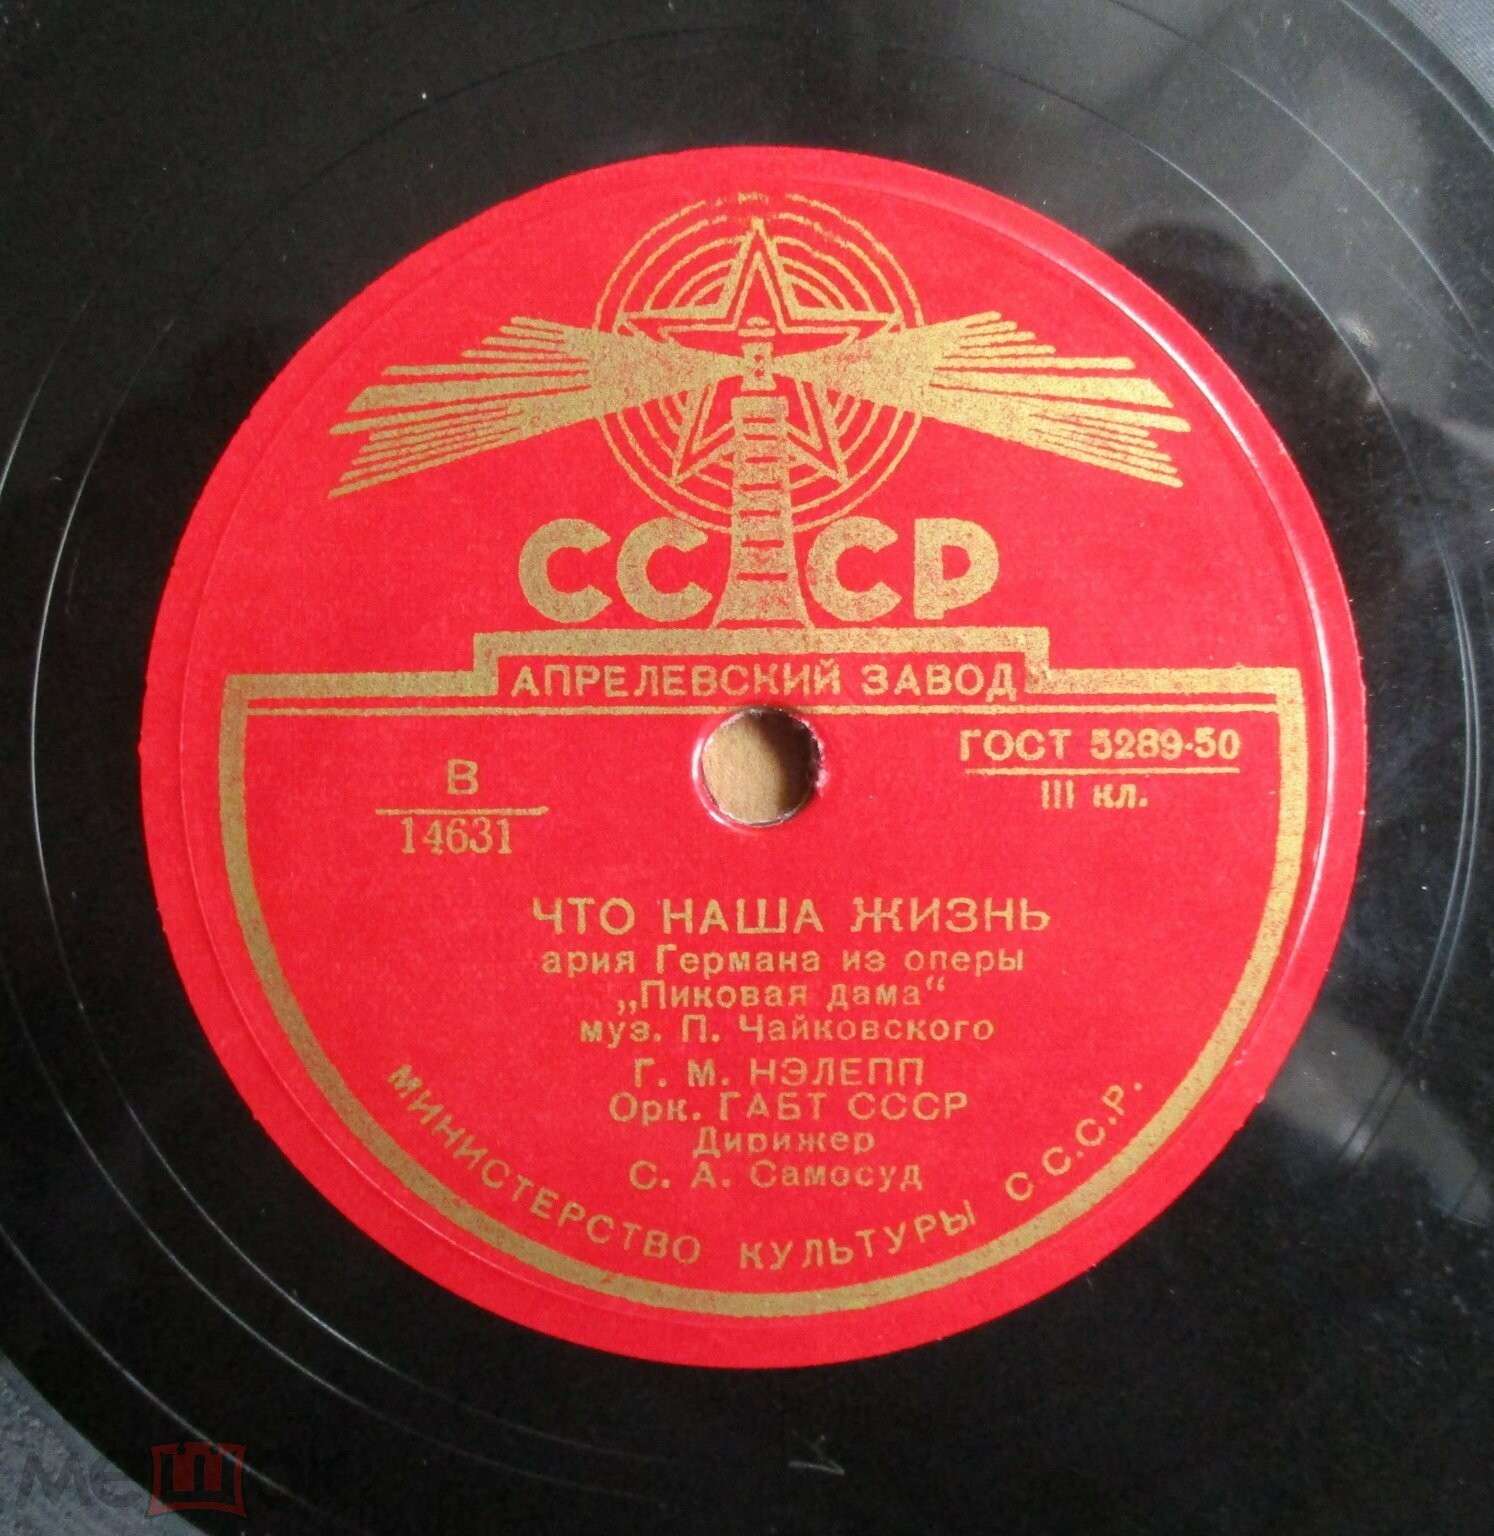 СССР
АПРЕЛЕВСКИЙ ЗАВОД
ГОСТ 5289-50
III кл.
В
14631
ЧТО НАША ЖИЗНЬ
ария Германа из оперы
„Пиковая дама“
муз. П. Чайковского
Г. М. НЭЛЕПП
Орк. ГАБТ СССР
Дирижер
С. А. Самосуд
МИНИСТЕРСТВО КУЛЬТУРЫ С С.С.Р.